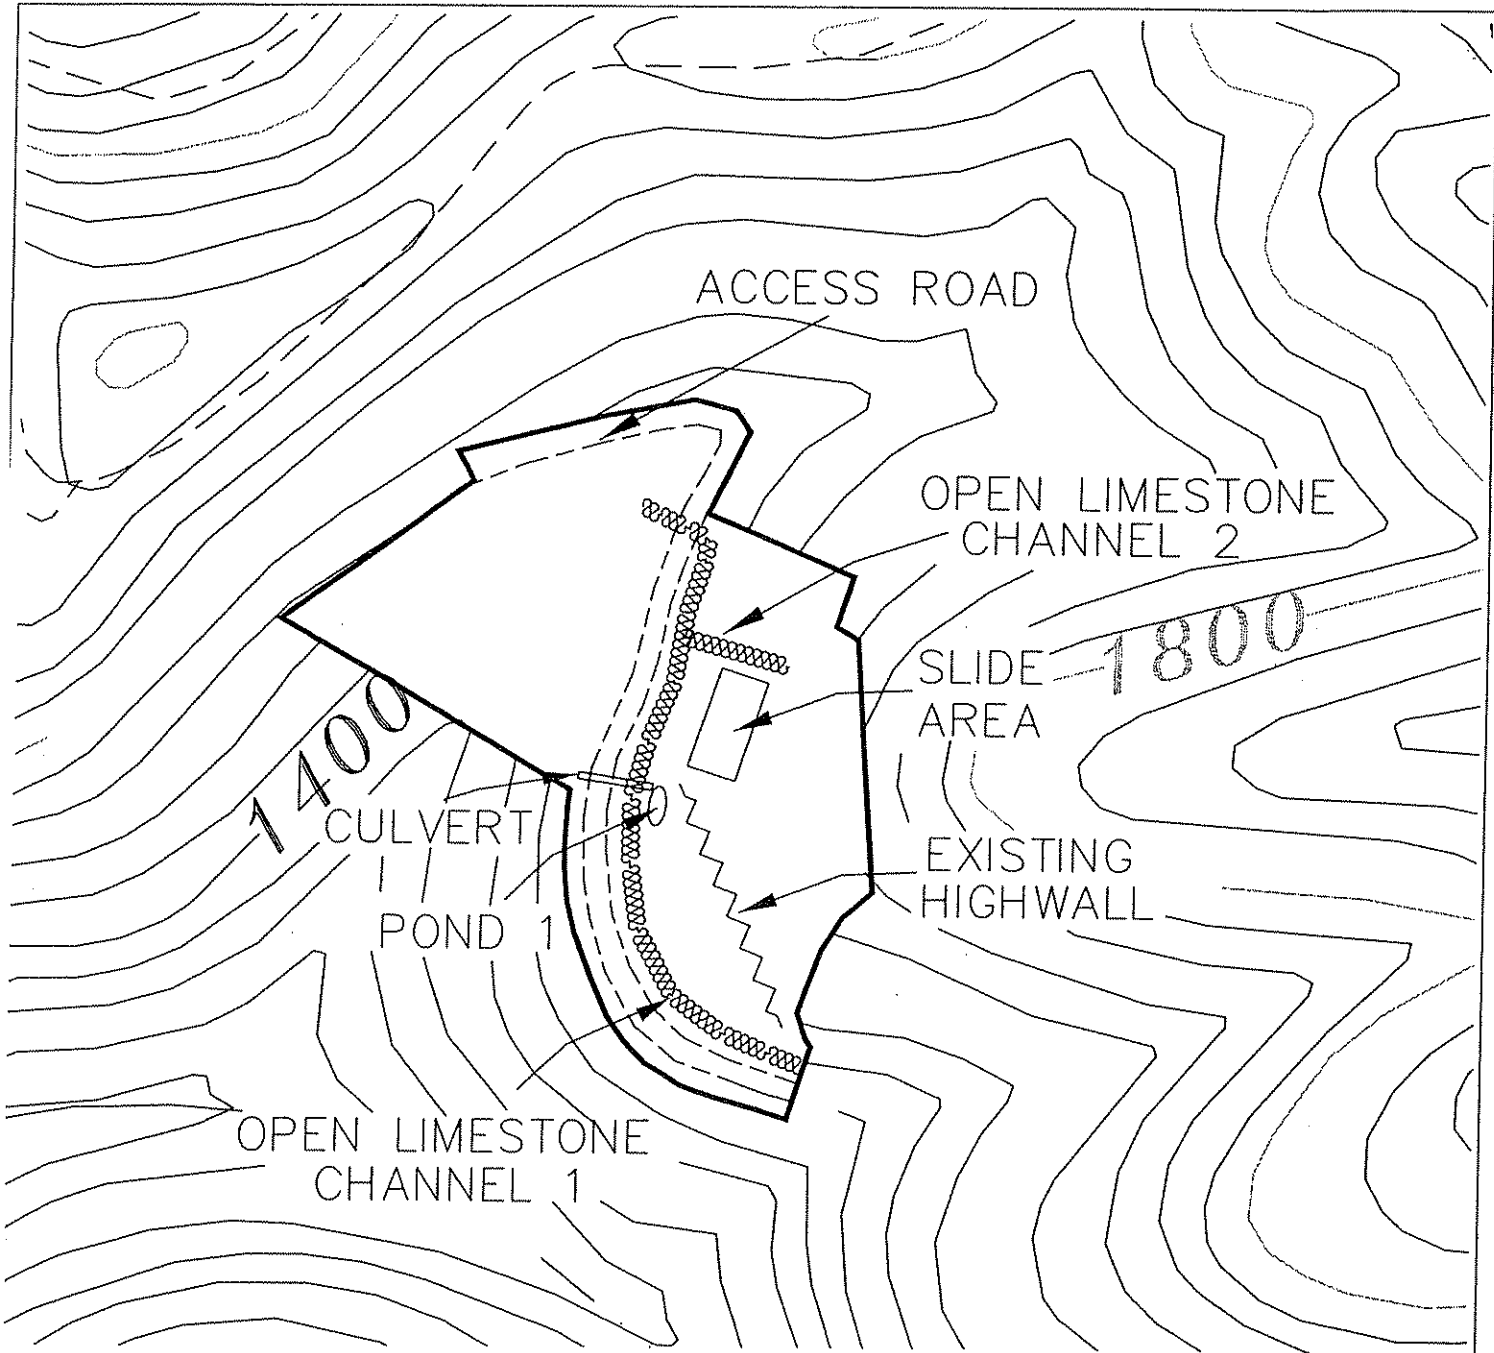 ACCESS ROAD
OPEN LIMESTONE
CHANNEL 2
1800
SLIDE
AREA
1400
CULVERT
EXISTING
HIGHWALL
POND 1
OPEN LIMESTONE
CHANNEL 1